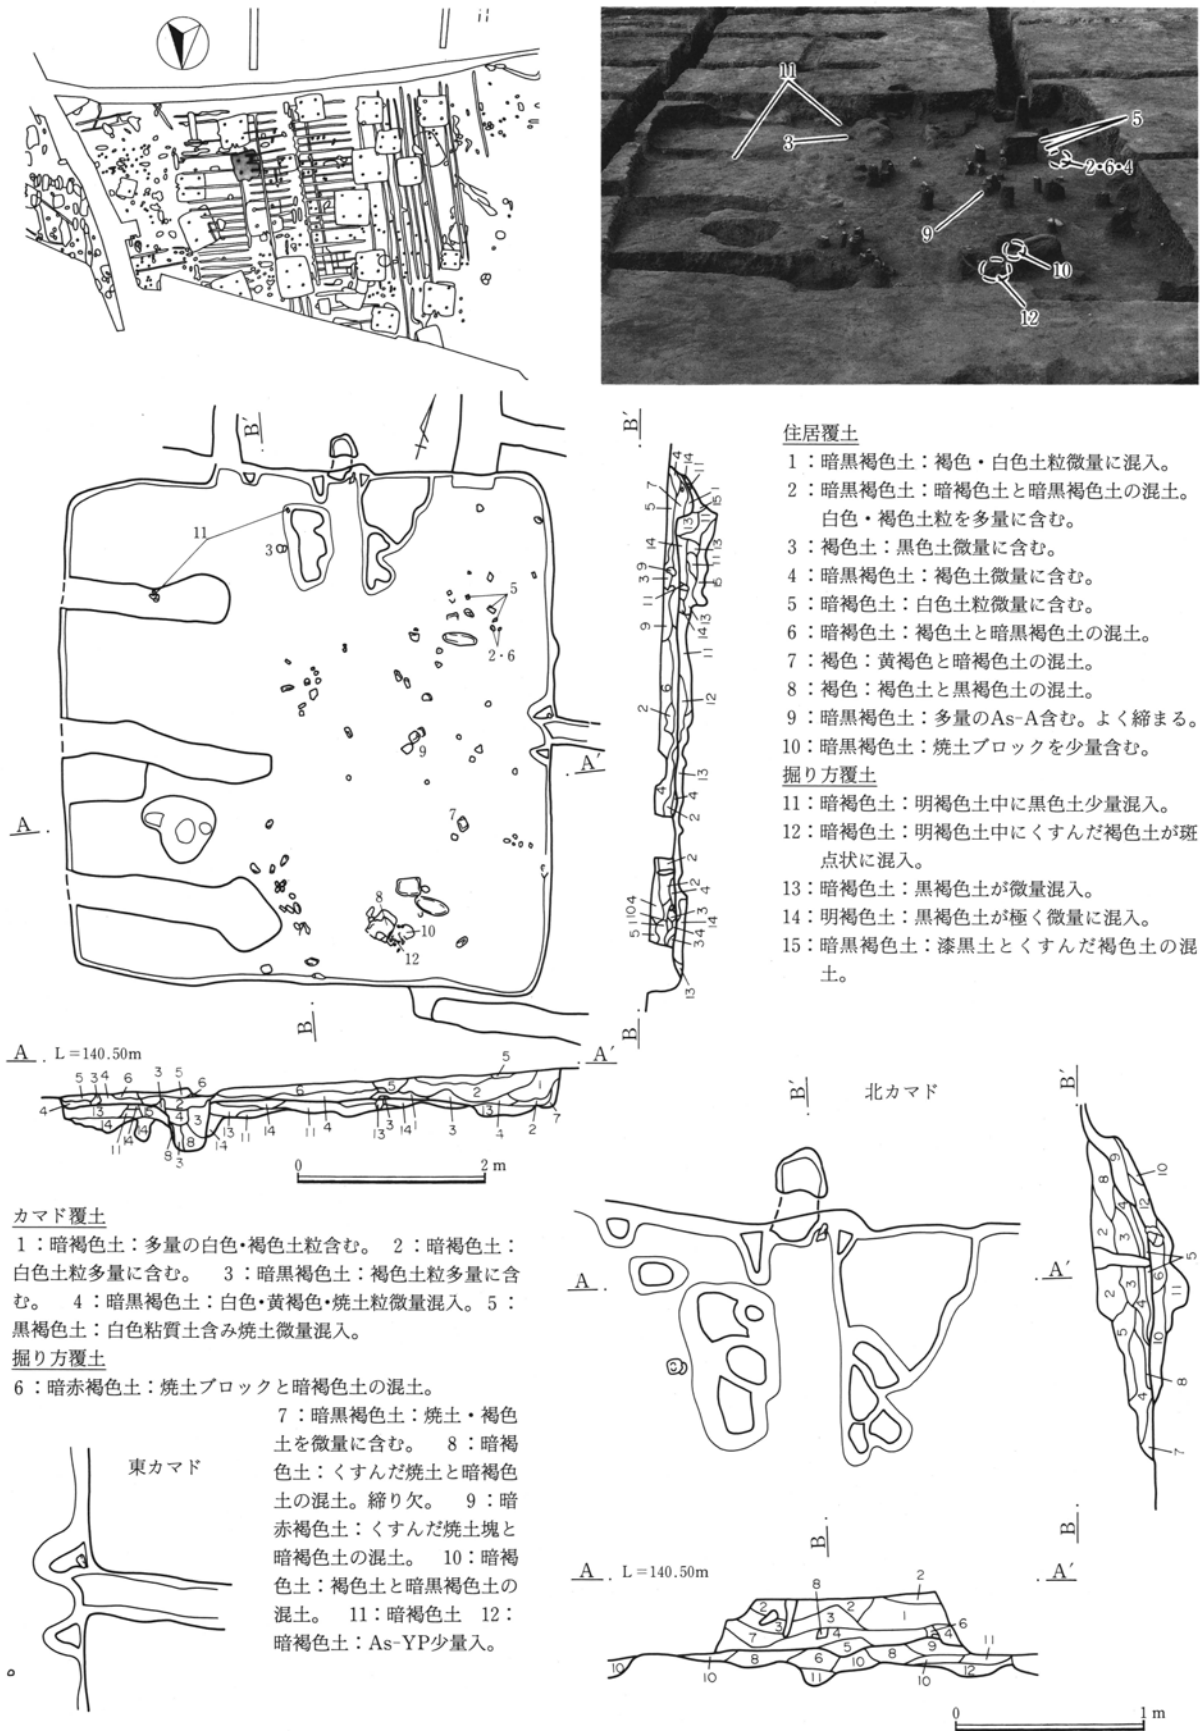 11
3
5
2・6・4
9
10
12
住居覆土
1：暗黒褐色土：褐色・白色土粒微量に混入。
2：暗黒褐色土：暗褐色土と暗黒褐色土の混土。
白色・褐色土粒を多量に含む。
3：褐色土：黒色土微量に含む。
4：暗黒褐色土：褐色土微量に含む。
5：暗褐色土：白色土粒微量に含む。
6：暗褐色土：褐色土と暗黒褐色土の混土。
7：褐色：黄褐色と暗褐色土の混土。
8：褐色：褐色土と黒褐色土の混土。
9：暗黒褐色土：多量のAs-A含む。よく締まる。
10：暗黒褐色土：焼土ブロックを少量含む。
掘り方覆土
11：暗褐色土：明褐色土中に黒色土少量混入。
12：暗褐色土：明褐色土中にくすんだ褐色土が斑
点状に混入。
13：暗褐色土：黒褐色土が微量混入。
14：明褐色土：黒褐色土が極く微量に混入。
15：暗黒褐色土：漆黒土とくすんだ褐色土の混
土。
B′
11
3
5
2・6
9
A′
7
A
8
10
12
B
B′
B
A . L=140.50m
A′
0 2 m
カマド覆土
1：暗褐色土：多量の白色・褐色土粒含む。 2：暗褐色土：
白色土粒多量に含む。 3：暗黒褐色土：褐色土粒多量に含
む。 4：暗黒褐色土：白色・黄褐色・焼土粒微量混入。5：
黒褐色土：白色粘質土含み焼土微量混入。
掘り方覆土
6：暗赤褐色土：焼土ブロックと暗褐色土の混土。
7：暗黒褐色土：焼土・褐色
土を微量に含む。 8：暗褐
色土：くすんだ焼土と暗褐色
土の混土。締り欠。 9：暗
赤褐色土：くすんだ焼土塊と
暗褐色土の混土。 10：暗褐
色土：褐色土と暗黒褐色土の
混土。 11：暗褐色土 12：
暗褐色土：As-YP少量入。
東カマド
北カマド
B′
A
A′
B
B′
B
A . L=140.50m
A′
0 1 m